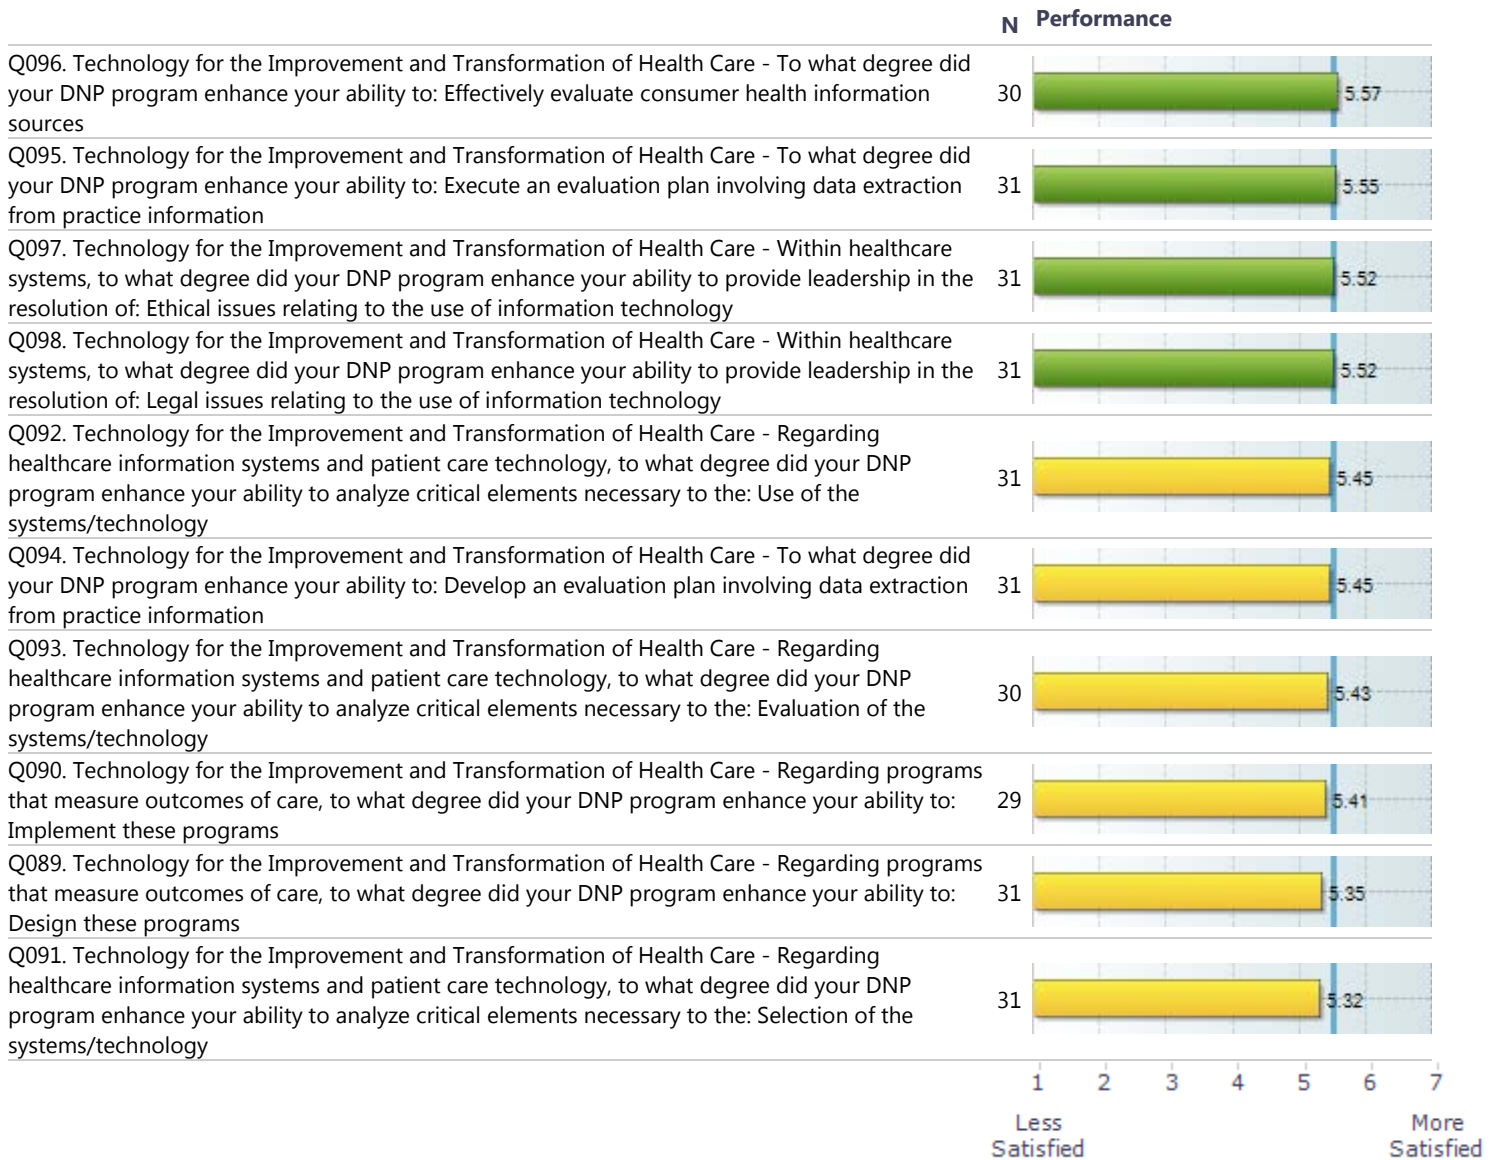 N Performance
Q096. Technology for the Improvement and Transformation of Health Care - To what degree did
your DNP program enhance your ability to: Effectively evaluate consumer health information
sources
30
5.57
Q095. Technology for the Improvement and Transformation of Health Care - To what degree did
your DNP program enhance your ability to: Execute an evaluation plan involving data extraction
from practice information
31
5.55
Q097. Technology for the Improvement and Transformation of Health Care - Within healthcare
systems, to what degree did your DNP program enhance your ability to provide leadership in the
resolution of: Ethical issues relating to the use of information technology
31
5.52
Q098. Technology for the Improvement and Transformation of Health Care - Within healthcare
systems, to what degree did your DNP program enhance your ability to provide leadership in the
resolution of: Legal issues relating to the use of information technology
31
5.52
Q092. Technology for the Improvement and Transformation of Health Care - Regarding
healthcare information systems and patient care technology, to what degree did your DNP
program enhance your ability to analyze critical elements necessary to the: Use of the
systems/technology
31
5.45
Q094. Technology for the Improvement and Transformation of Health Care - To what degree did
your DNP program enhance your ability to: Develop an evaluation plan involving data extraction
from practice information
31
5.45
Q093. Technology for the Improvement and Transformation of Health Care - Regarding
healthcare information systems and patient care technology, to what degree did your DNP
program enhance your ability to analyze critical elements necessary to the: Evaluation of the
systems/technology
30
5.43
Q090. Technology for the Improvement and Transformation of Health Care - Regarding programs
that measure outcomes of care, to what degree did your DNP program enhance your ability to:
Implement these programs
29
5.41
Q089. Technology for the Improvement and Transformation of Health Care - Regarding programs
that measure outcomes of care, to what degree did your DNP program enhance your ability to:
Design these programs
31
5.35
Q091. Technology for the Improvement and Transformation of Health Care - Regarding
healthcare information systems and patient care technology, to what degree did your DNP
program enhance your ability to analyze critical elements necessary to the: Selection of the
systems/technology
31
5.32
1 2 3 4 5 6 7
Less More
Satisfied Satisfied